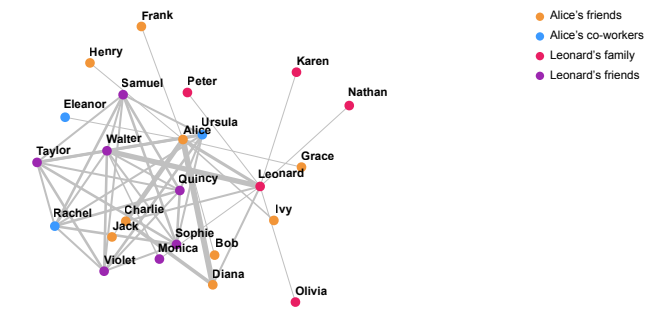 Frank
Alice's friends
Alice's co-workers
Leonard's family
Leonard's friends
Henry
Karen
Samuel
Peter
Nathan
Eleanor
Ursula
Alice
Walter
Taylor
Grace
Leonard
Quincy
Rachel
Charlie
Ivy
Jack
Sophie
Bob
Monica
Violet
Diana
Olivia